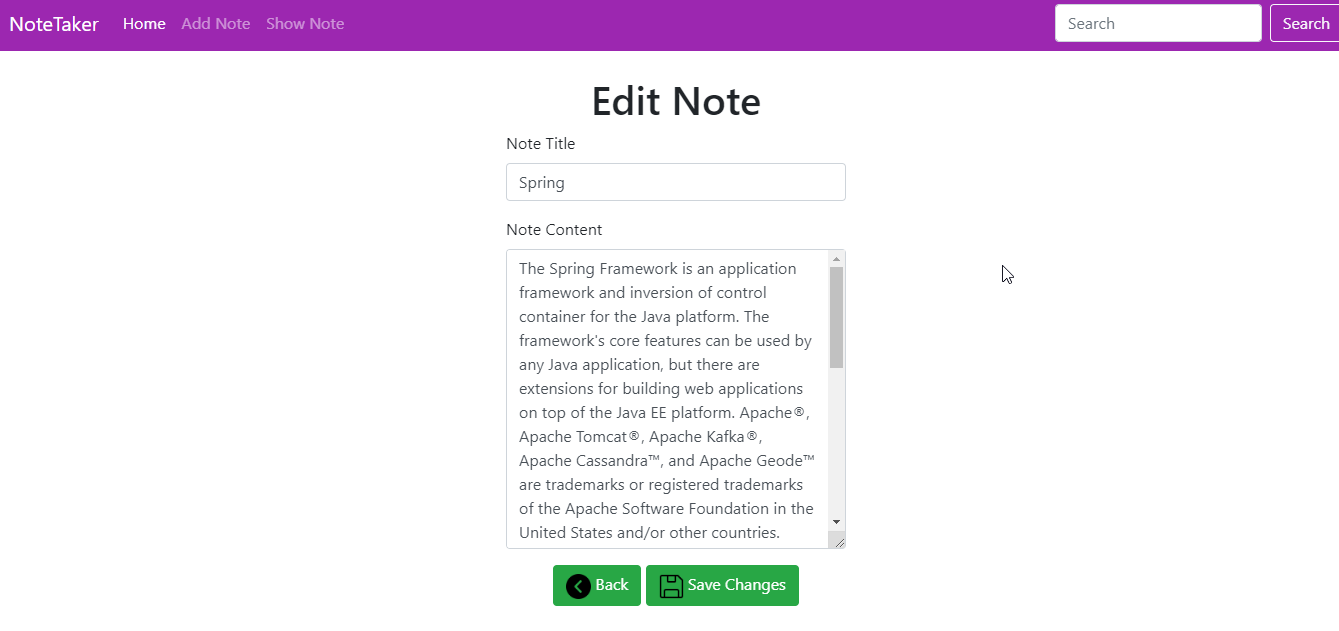 NoteTaker Home Add Note Show Note Search Search
Edit Note
Note Title
Spring
Note Content
The Spring Framework is an application
framework and inversion of control
container for the Java platform. The
framework's core features can be used by
any Java application, but there are
extensions for building web applications
on top of the Java EE platform. Apache®,
Apache Tomcat®, Apache Kafka®,
Apache Cassandra™, and Apache Geode™
are trademarks or registered trademarks
of the Apache Software Foundation in the
United States and/or other countries.
Back Save Changes